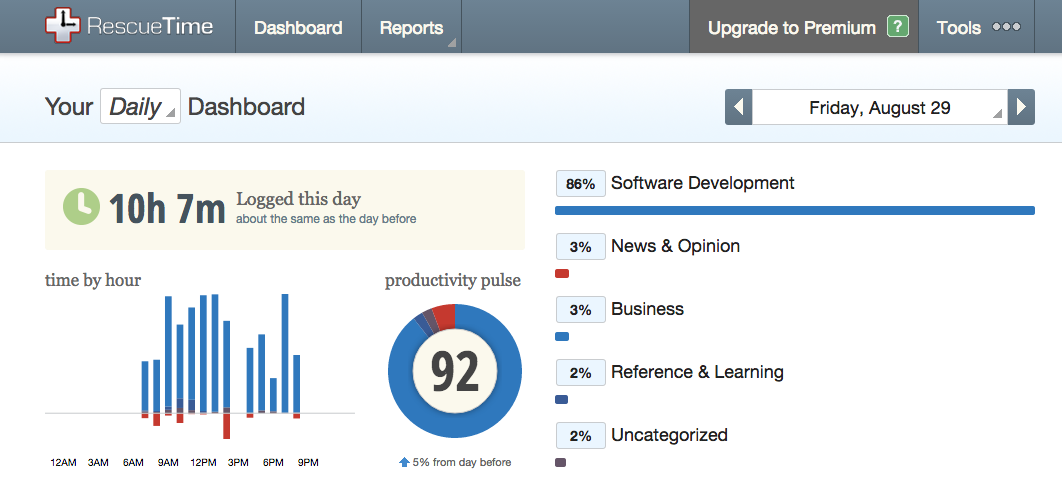 RescueTime Dashboard Reports Upgrade to Premium ? Tools
Your Daily Dashboard Friday, August 29
10h 7m Logged this day
about the same as the day before
time by hour
12AM 3AM 6AM 9AM 12PM 3PM 6PM 9PM
productivity pulse
92
5% from day before
86% Software Development
3% News & Opinion
3% Business
2% Reference & Learning
2% Uncategorized